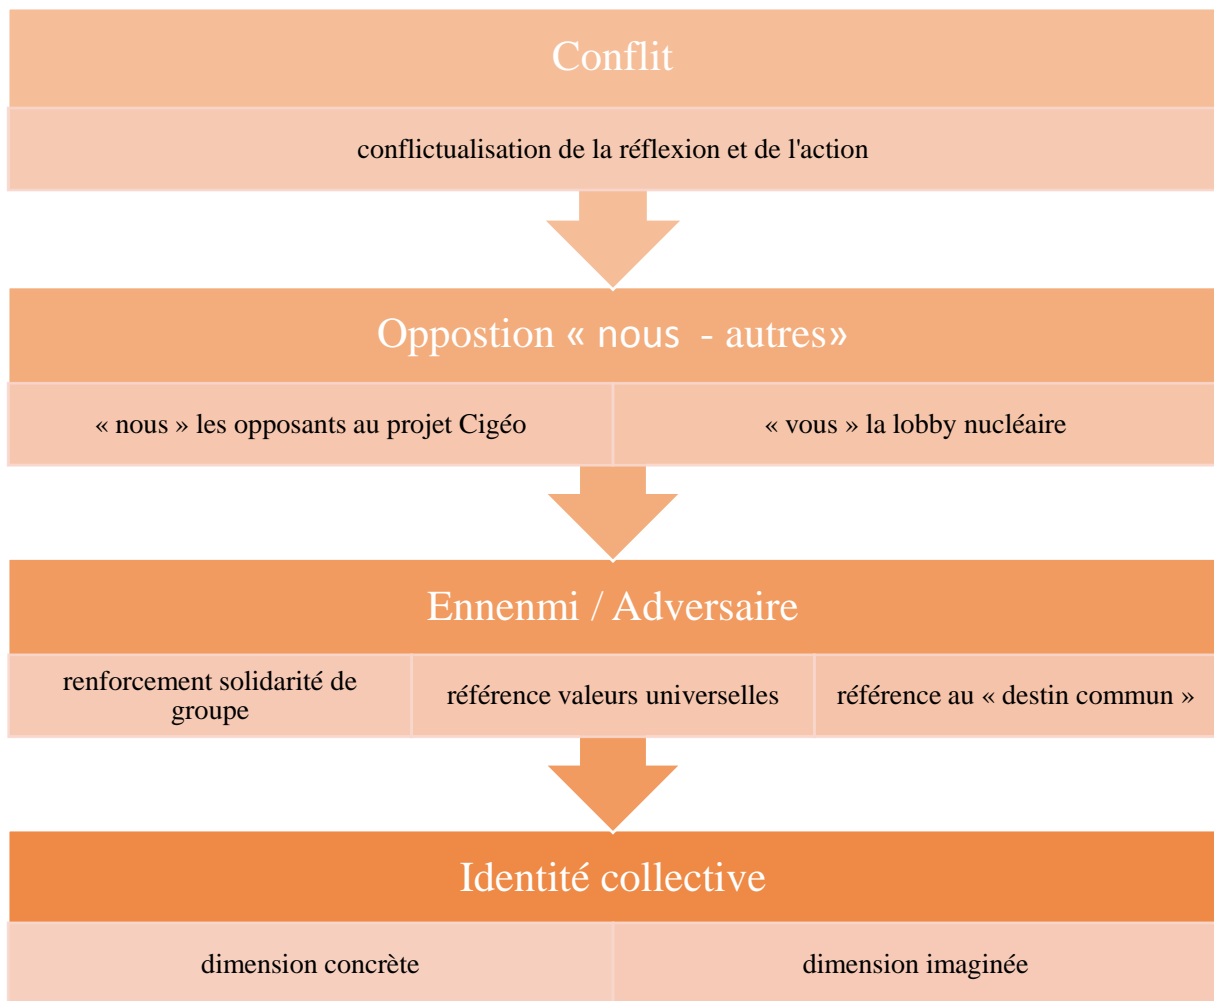 Conflit
conflictualisation de la réflexion et de l'action
Oppostion « nous - autres»
« nous » les opposants au projet Cigéo
« vous » la lobby nucléaire
Ennenmi / Adversaire
renforcement solidarité de
groupe
référence valeurs universelles
référence au « destin commun »
Identité collective
dimension concrète
dimension imaginée